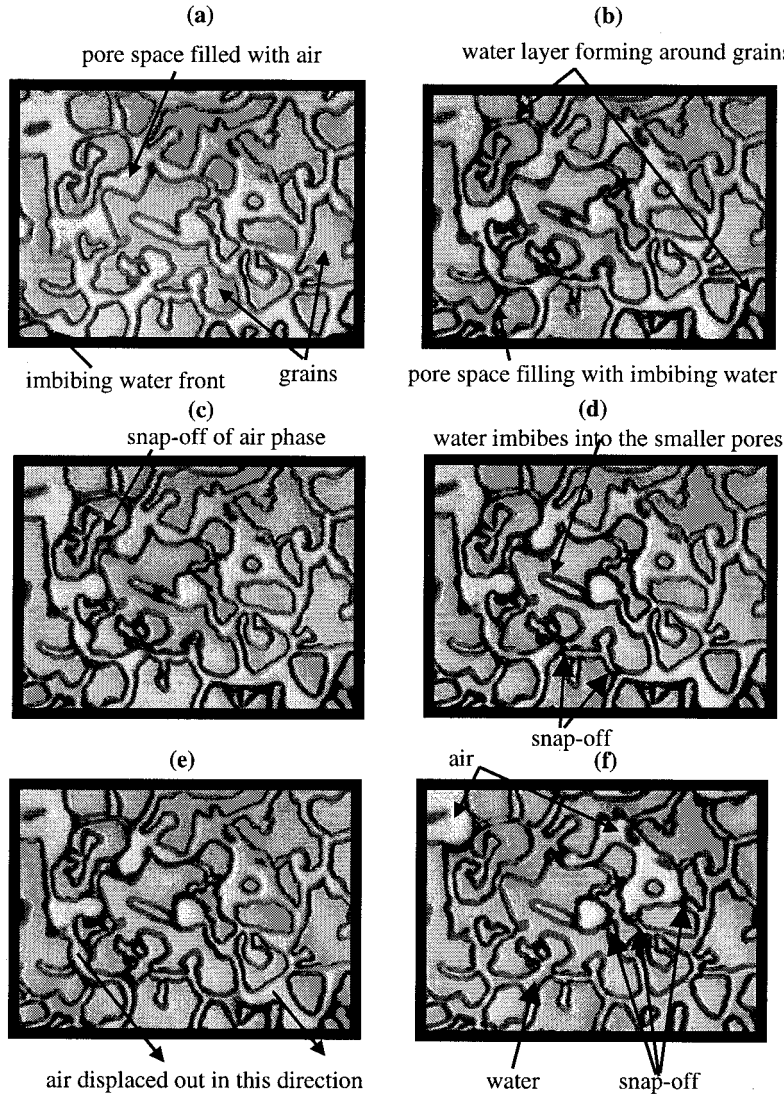 (a)
pore space filled with air
imbibing water front
grains
(b)
water layer forming around grains
pore space filling with imbibing water
(c)
snap-off of air phase
(d)
water imbibes into the smaller pores
snap-off
(e)
air displaced out in this direction
(f)
air
water
snap-off